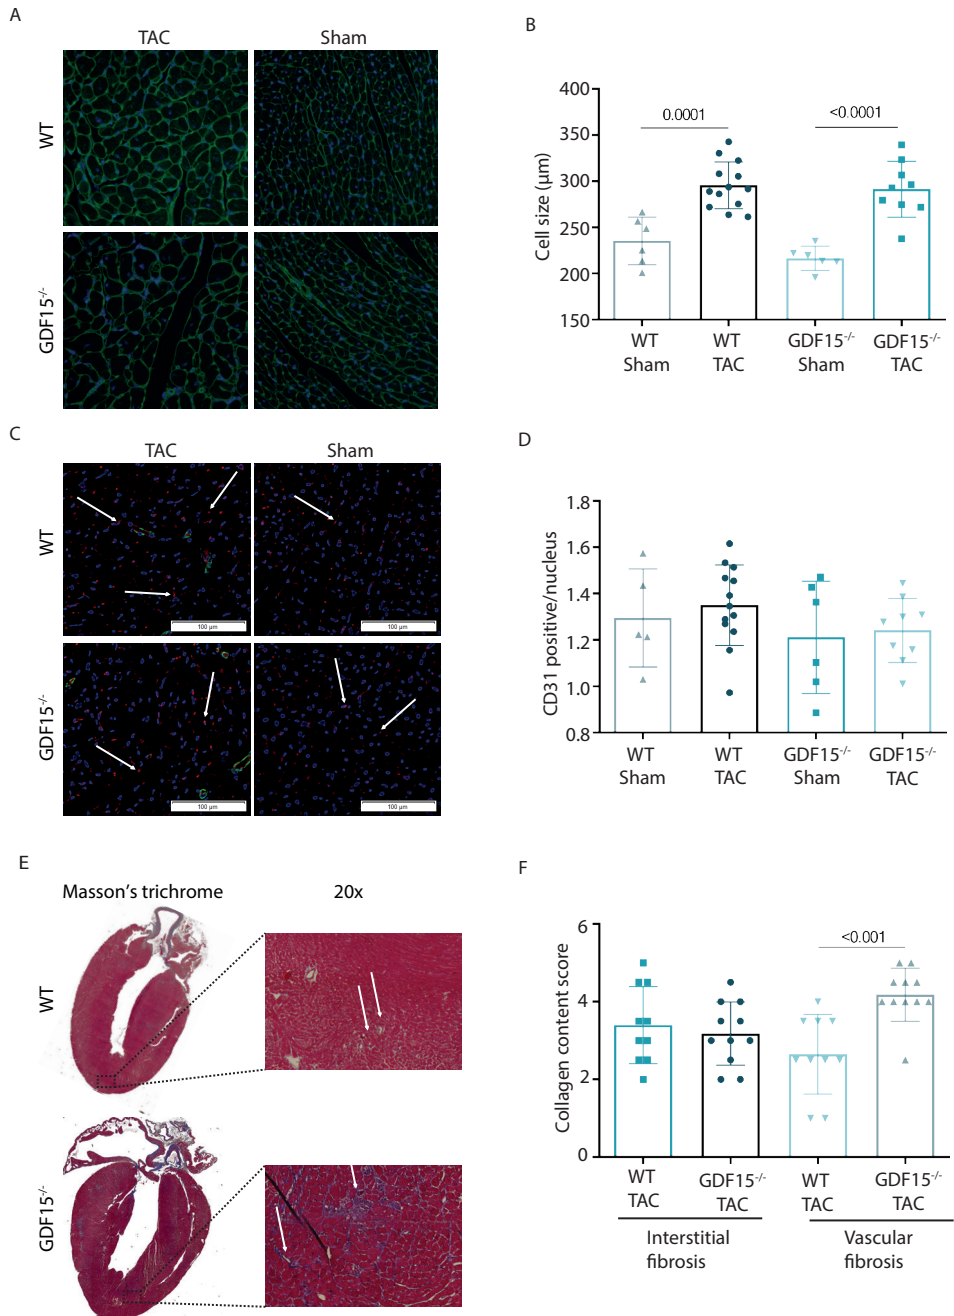 A
TAC Sham
WT
GDF15-/-
B
Cell size (µm)
400
350
300
250
200
150
0.0001
<0.0001
WT Sham
WT TAC
GDF15-/- Sham
GDF15-/- TAC
C
TAC Sham
WT
GDF15-/-
100 µm
100 µm
100 µm
100 µm
D
CD31 positive/nucleus
1.8
1.6
1.4
1.2
1.0
0.8
WT Sham
WT TAC
GDF15-/- Sham
GDF15-/- TAC
E
Masson's trichrome 20x
WT
GDF15-/-
F
Collagen content score
6
4
2
0
<0.001
WT TAC
GDF15-/- TAC
WT TAC
GDF15-/- TAC
Interstitial fibrosis
Vascular fibrosis